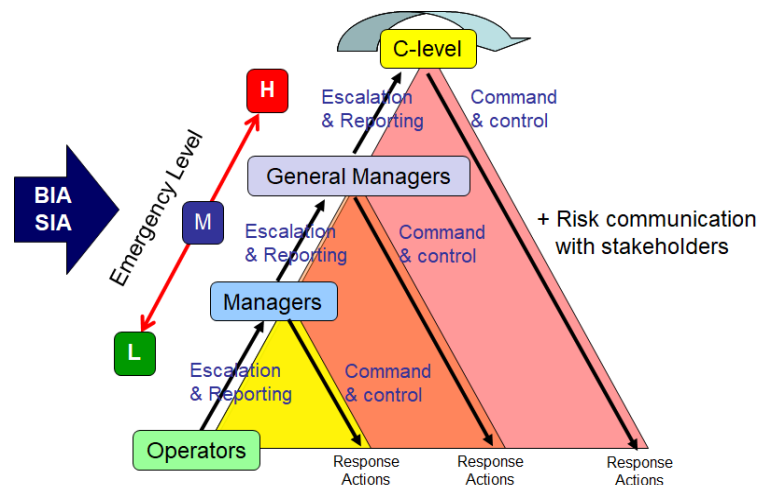 C-level
H
Escalation
& Reporting
Command
& control
BIA
SIA
Emergency Level
General Managers
M
+ Risk communication
with stakeholders
Escalation
& Reporting
Command
& control
Managers
L
Escalation
& Reporting
Command
& control
Operators
Response
Actions
Response
Actions
Response
Actions